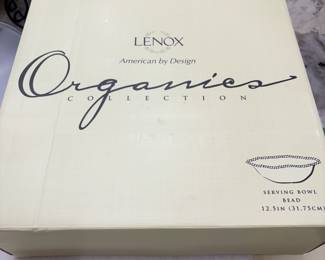 LENOX
American by Design
Organics
COLLECTION
SERVING BOWL
BEAD
12.5IN (31.75CM)